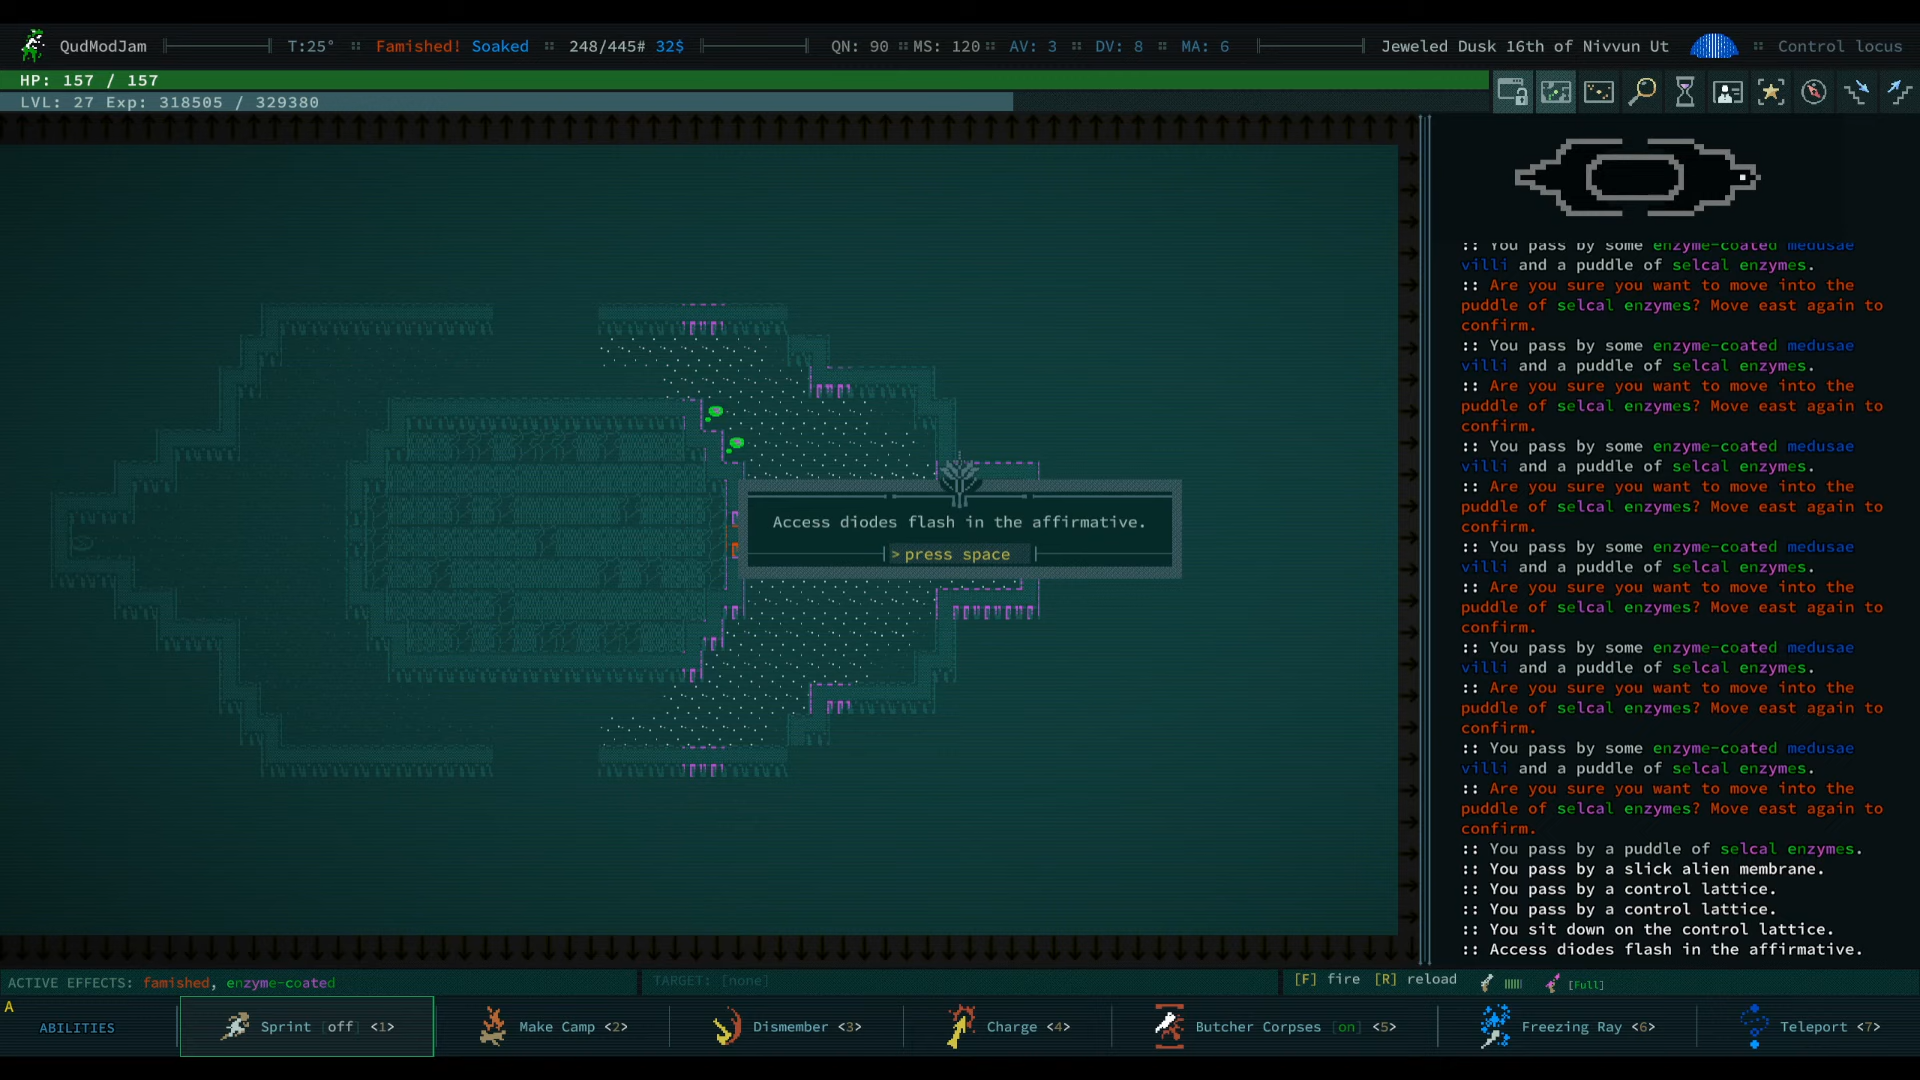 QudModJam T:25° Famished! Soaked 248/445# 32$ QN: 90 MS: 120 AV: 3 DV: 8 MA: 6 Jeweled Dusk 16th of Nivvun Ut Control locus
HP: 157 / 157
LVL: 27 Exp: 318505 / 329380
:: You pass by some enzyme-coated medusae
villi and a puddle of selcal enzymes.
:: Are you sure you want to move into the
puddle of selcal enzymes? Move east again to
confirm.
:: You pass by some enzyme-coated medusae
villi and a puddle of selcal enzymes.
:: Are you sure you want to move into the
puddle of selcal enzymes? Move east again to
confirm.
:: You pass by some enzyme-coated medusae
villi and a puddle of selcal enzymes.
:: Are you sure you want to move into the
puddle of selcal enzymes? Move east again to
confirm.
:: You pass by some enzyme-coated medusae
villi and a puddle of selcal enzymes.
:: Are you sure you want to move into the
puddle of selcal enzymes? Move east again to
confirm.
:: You pass by some enzyme-coated medusae
villi and a puddle of selcal enzymes.
:: Are you sure you want to move into the
puddle of selcal enzymes? Move east again to
confirm.
:: You pass by some enzyme-coated medusae
villi and a puddle of selcal enzymes.
:: Are you sure you want to move into the
puddle of selcal enzymes? Move east again to
confirm.
:: You pass by a puddle of selcal enzymes.
:: You pass by a slick alien membrane.
:: You pass by a control lattice.
:: You pass by a control lattice.
:: You sit down on the control lattice.
:: Access diodes flash in the affirmative.
Access diodes flash in the affirmative.
> press space
ACTIVE EFFECTS: famished, enzyme-coated
TARGET: [none]
[F] fire [R] reload [Full]
A
ABILITIES
Sprint [off] <1>
Make Camp <2>
Dismember <3>
Charge <4>
Butcher Corpses [on] <5>
Freezing Ray <6>
Teleport <7>